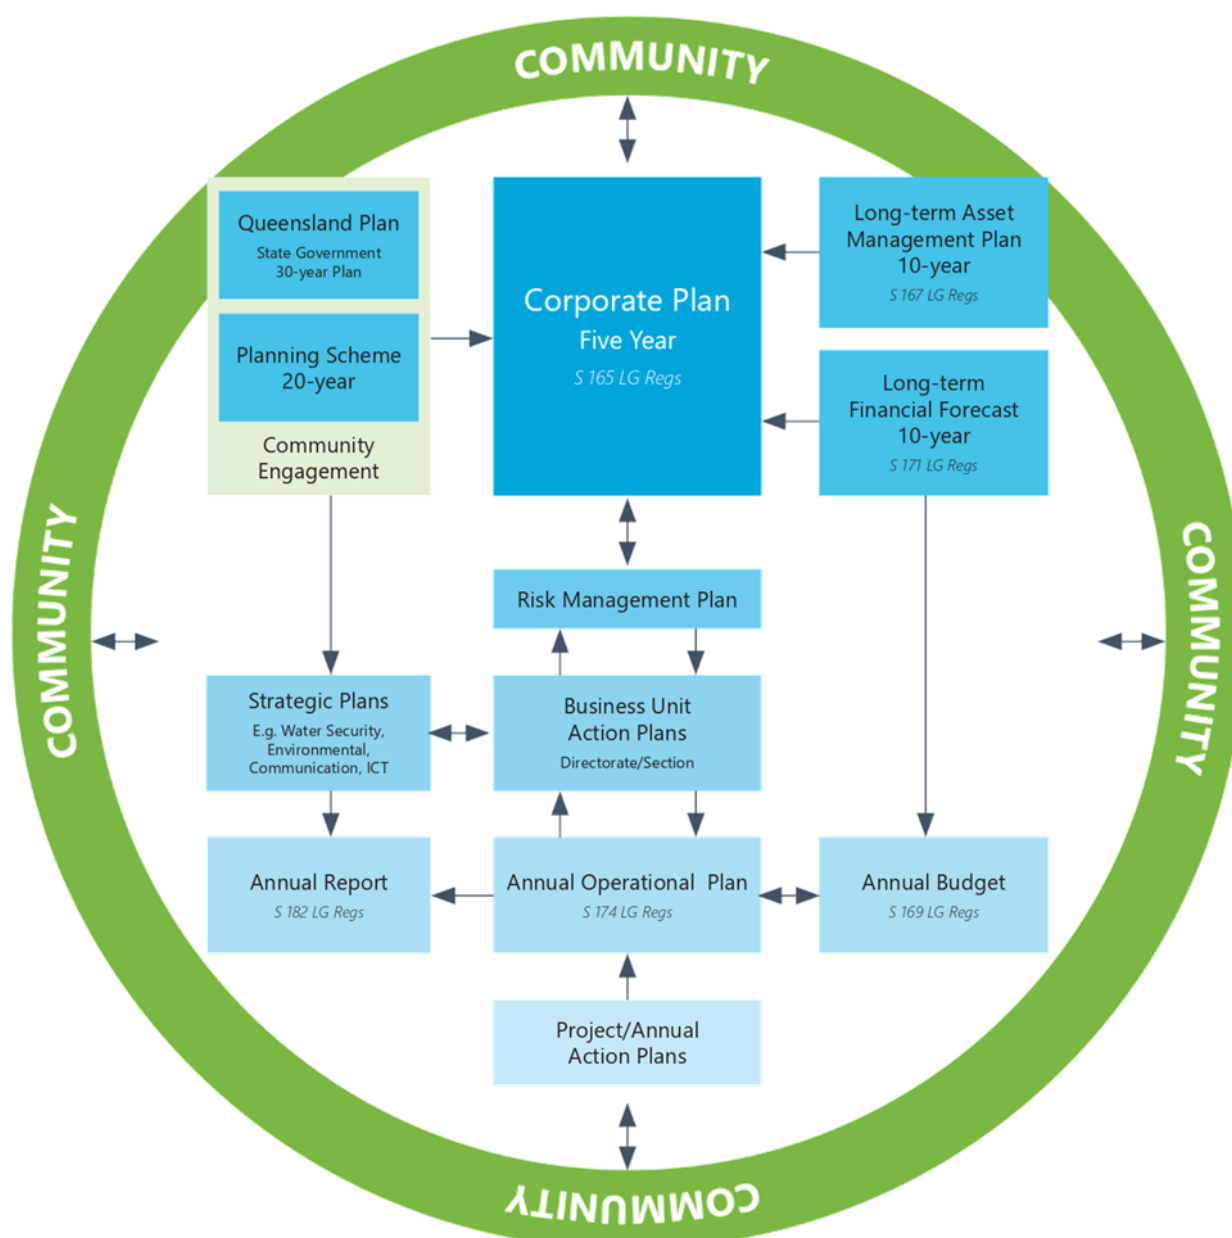 COMMUNITY
Queensland Plan
State Government
30-year Plan
Planning Scheme
20-year
Community
Engagement
Corporate Plan
Five Year
S 165 LG Regs
Long-term Asset
Management Plan
10-year
S 167 LG Regs
Long-term
Financial Forecast
10-year
S 171 LG Regs
COMMUNITY
COMMUNITY
Risk Management Plan
Strategic Plans
E.g. Water Security,
Environmental,
Communication, ICT
Business Unit
Action Plans
Directorate/Section
Annual Report
S 182 LG Regs
Annual Operational Plan
S 174 LG Regs
Annual Budget
S 169 LG Regs
Project/Annual
Action Plans
COMMUNITY